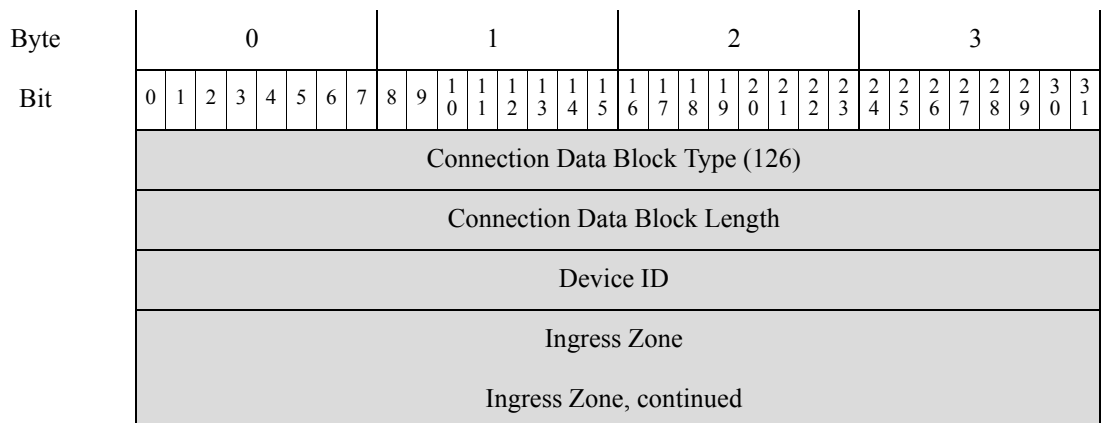 Byte 0 1 2 3
Bit 0 1 2 3 4 5 6 7 8 9 10 11 12 13 14 15 16 17 18 19 20 21 22 23 24 25 26 27 28 29 30 31
Connection Data Block Type (126)
Connection Data Block Length
Device ID
Ingress Zone
Ingress Zone, continued